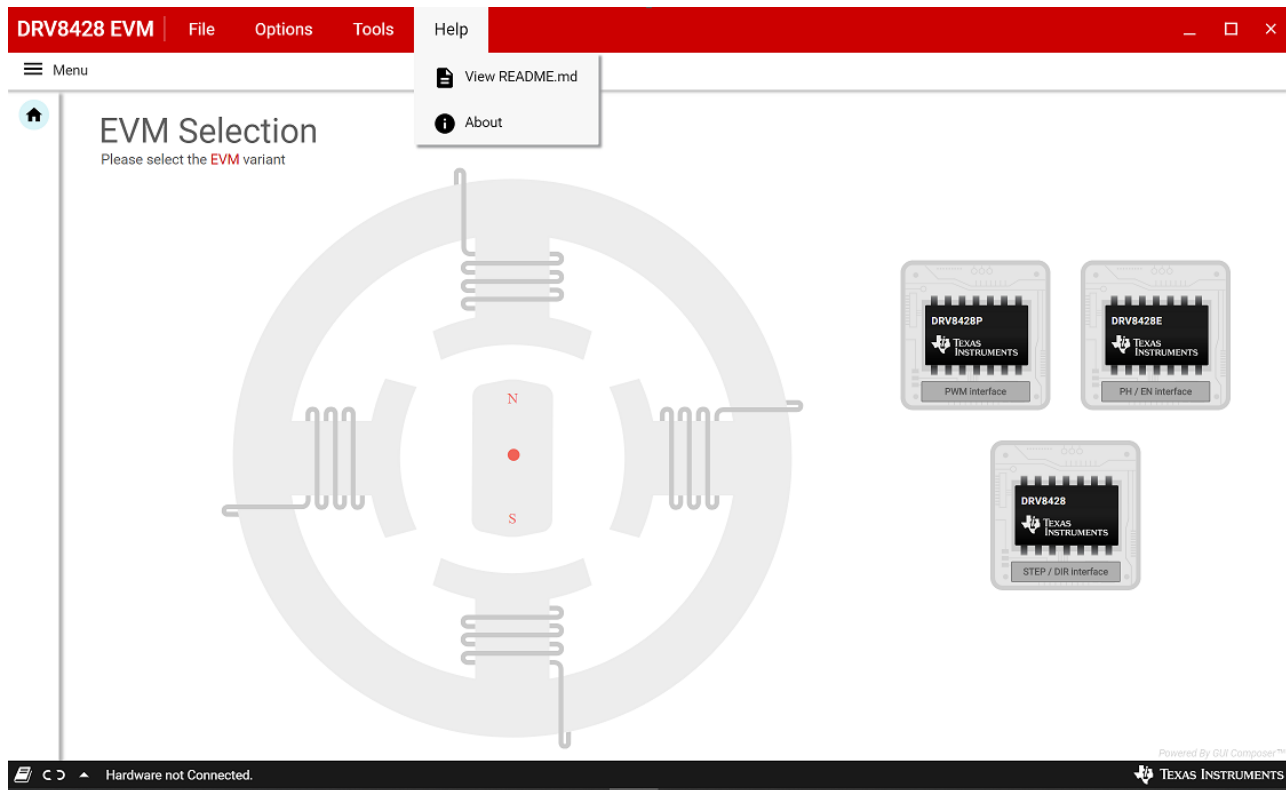 DRV8428 EVM File Options Tools Help
Menu
View README.md
About
EVM Selection
Please select the EVM variant
N
S
DRV8428P
TEXAS
INSTRUMENTS
PWM interface
DRV8428E
TEXAS
INSTRUMENTS
PH / EN interface
DRV8428
TEXAS
INSTRUMENTS
STEP / DIR interface
Powered By GUI Composer™
Hardware not Connected.
TEXAS INSTRUMENTS